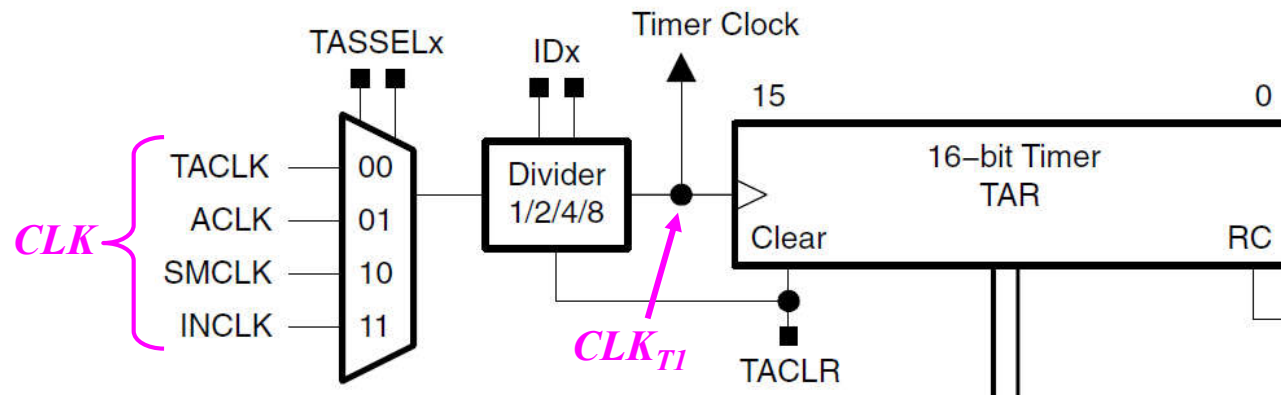 Timer Clock
TASSELx
IDx
15 0
TACLK 00
ACLK 01
SMCLK 10
INCLK 11
CLK
Divider
1/2/4/8
16−bit Timer
TAR
Clear RC
CLK_T1
TACLR